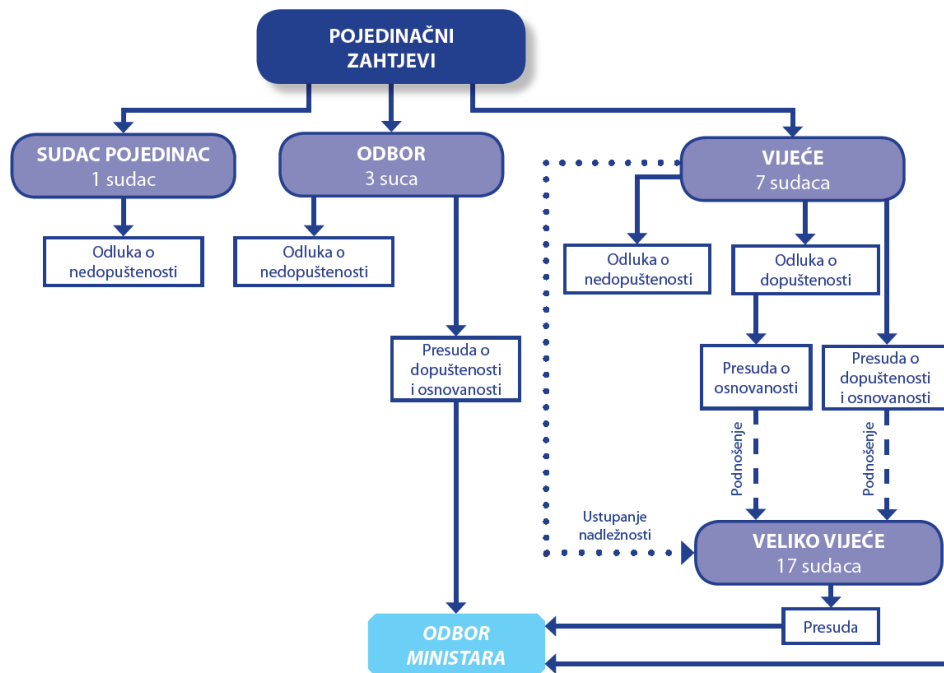 POJEDINAČNI
ZAHTJEVI
SUDAC POJEDINAC
1 sudac
ODBOR
3 suca
VIJEĆE
7 sudaca
Odluka o
nedopuštenosti
Odluka o
nedopuštenosti
Odluka o
nedopuštenosti
Odluka o
dopuštenosti
Presuda o
dopuštenosti
i osnovanosti
Presuda o
osnovanosti
Presuda o
dopuštenosti
i osnovanosti
Podnošenje
Podnošenje
Ustupanje
nadležnosti
VELIKO VIJEĆE
17 sudaca
Presuda
ODBOR
MINISTARA